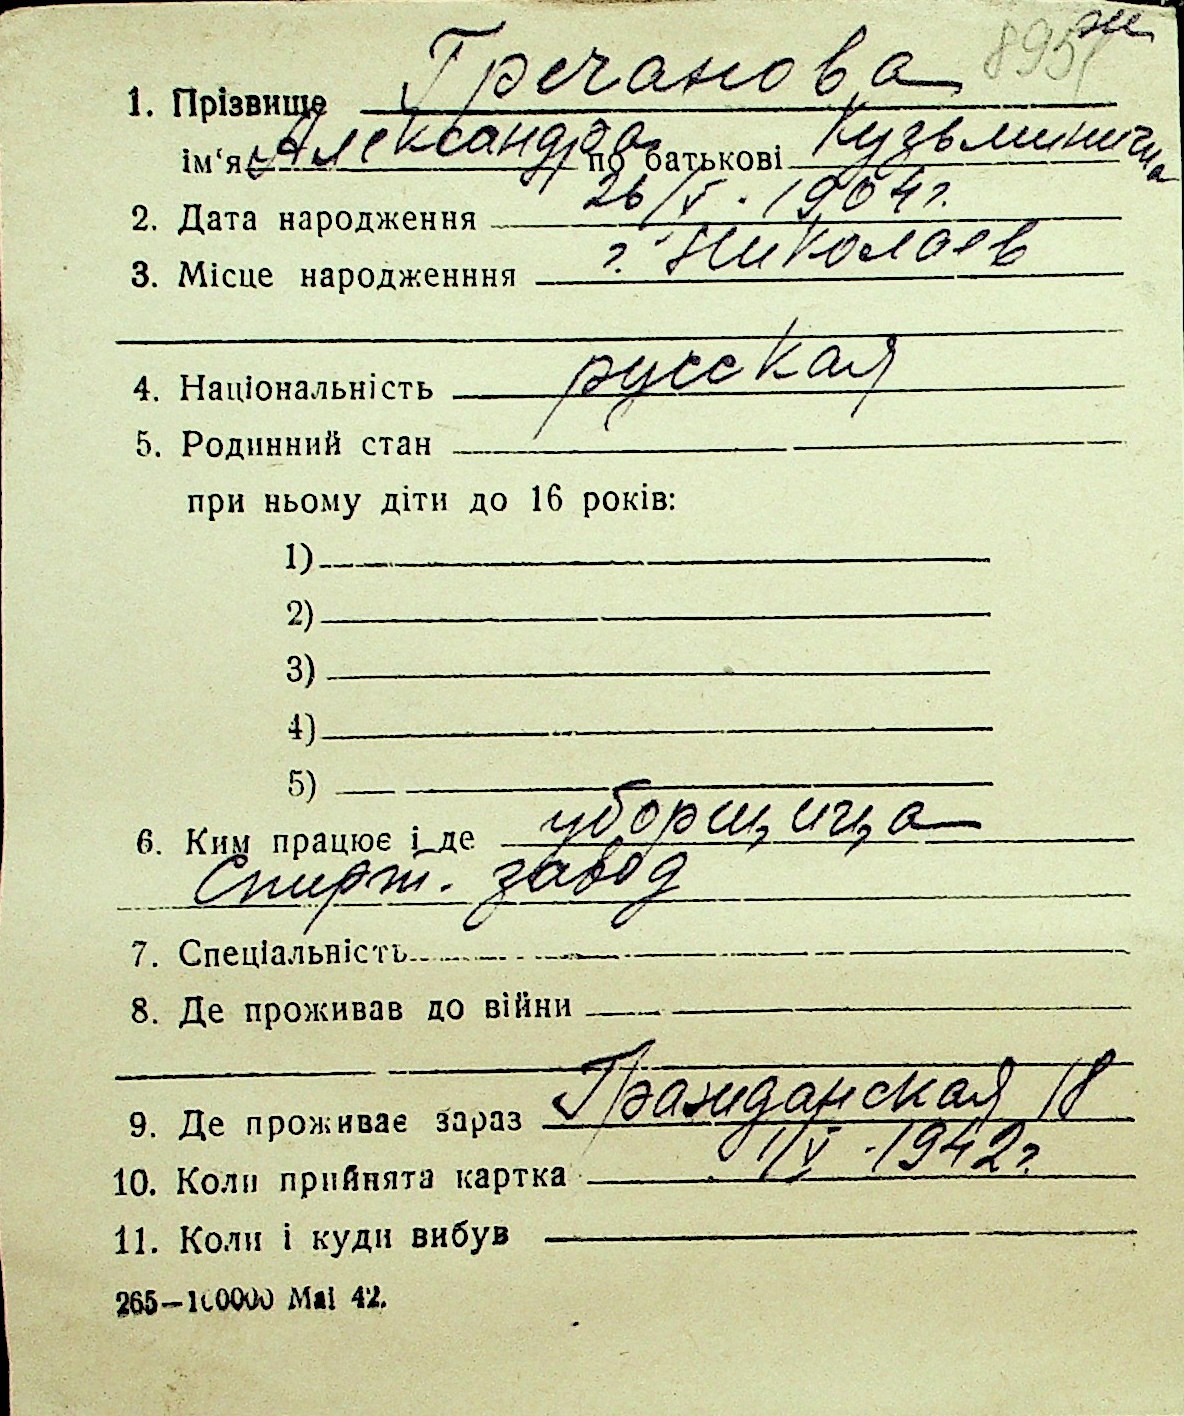 895
1. Прізвище Гречанова
ім‘я Александра по батькові Кузьминична
2. Дата народження 26/V. 1904 г.
3. Місце народженння г. Николаев
4. Національність русская
5. Родинний стан
при ньому діти до 16 років:
1)
2)
3)
4)
5)
6. Ким працює і де уборщица
Спирт. завод
7. Спеціальність
8. Де проживав до війни
9. Де проживає зараз Гражданская 18
10. Коли прийнята картка 1/V. 1942 г.
11. Коли і куди вибув
265—100000 Mai 42.